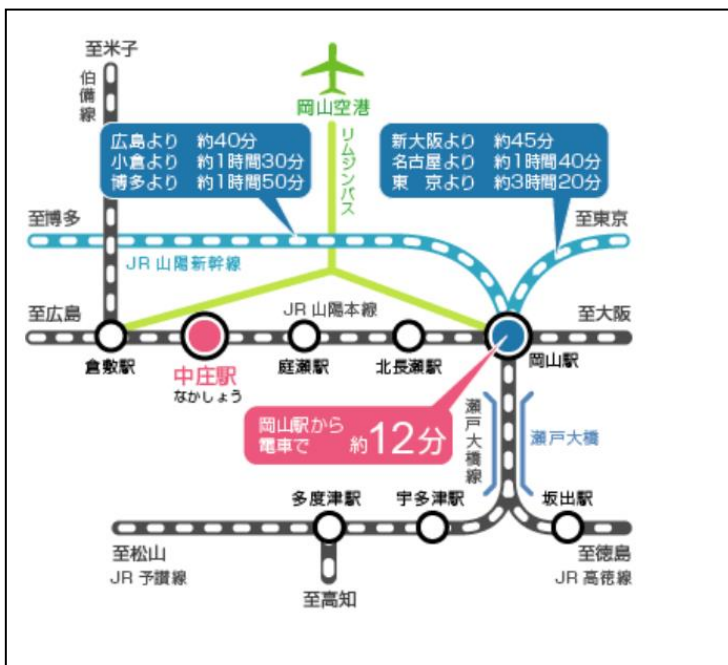 至米子
伯備線
岡山空港
リムジンバス
広島より 約40分
小倉より 約1時間30分
博多より 約1時間50分
新大阪より 約45分
名古屋より 約1時間40分
東 京より 約3時間20分
至博多
至東京
JR 山陽新幹線
至広島
JR 山陽本線
至大阪
倉敷駅
中庄駅
なかしょう
庭瀬駅
北長瀬駅
岡山駅
岡山駅から
電車で 約12分
瀬戸大橋線
瀬戸大橋
多度津駅
宇多津駅
坂出駅
至松山
JR 予讃線
至高知
至徳島
JR 高徳線